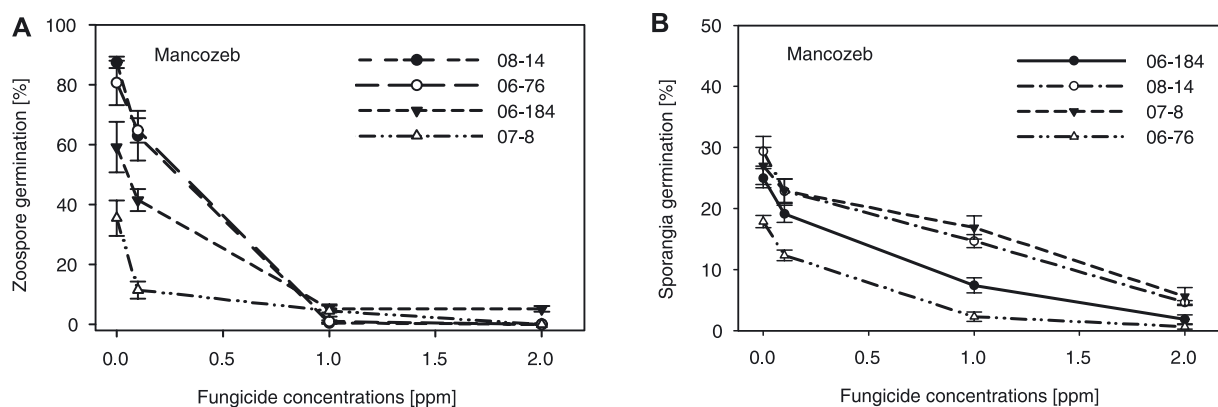 A
Mancozeb
08-14
06-76
06-184
07-8
Zoospore germination [%]
100
80
60
40
20
0
0.0 0.5 1.0 1.5 2.0
Fungicide concentrations [ppm]
B
Mancozeb
06-184
08-14
07-8
06-76
Sporangia germination [%]
50
40
30
20
10
0
0.0 0.5 1.0 1.5 2.0
Fungicide concentrations [ppm]